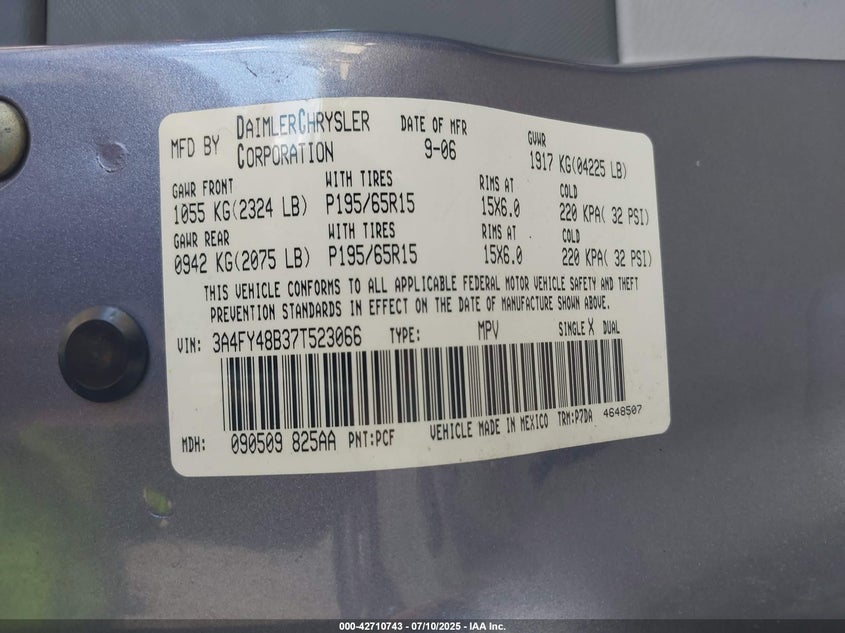 MFD BY DAIMLERCHRYSLER CORPORATION DATE OF MFR 9-06 GVWR 1917 KG(04225 LB)
GAWR FRONT WITH TIRES RIMS AT COLD
1055 KG(2324 LB) P195/65R15 15X6.0 220 KPA( 32 PSI)
GAWR REAR WITH TIRES RIMS AT COLD
0942 KG(2075 LB) P195/65R15 15X6.0 220 KPA( 32 PSI)
THIS VEHICLE CONFORMS TO ALL APPLICABLE FEDERAL MOTOR VEHICLE SAFETY AND THEFT
PREVENTION STANDARDS IN EFFECT ON THE DATE OF MANUFACTURE SHOWN ABOVE.
VIN: 3A4FY48B37T523066 TYPE: MPV SINGLE X DUAL
MDH: 090509 825AA PNT:PCF VEHICLE MADE IN MEXICO TRM:P7DA 4648507
000-42710743 - 07/10/2025 - IAA Inc.